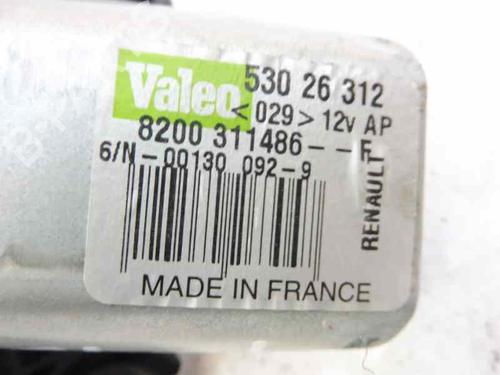 Valeo 530 26 312
<029> 12v AP
8200 311486--F
6/N-00130 092-9
RENAULT
MADE IN FRANCE